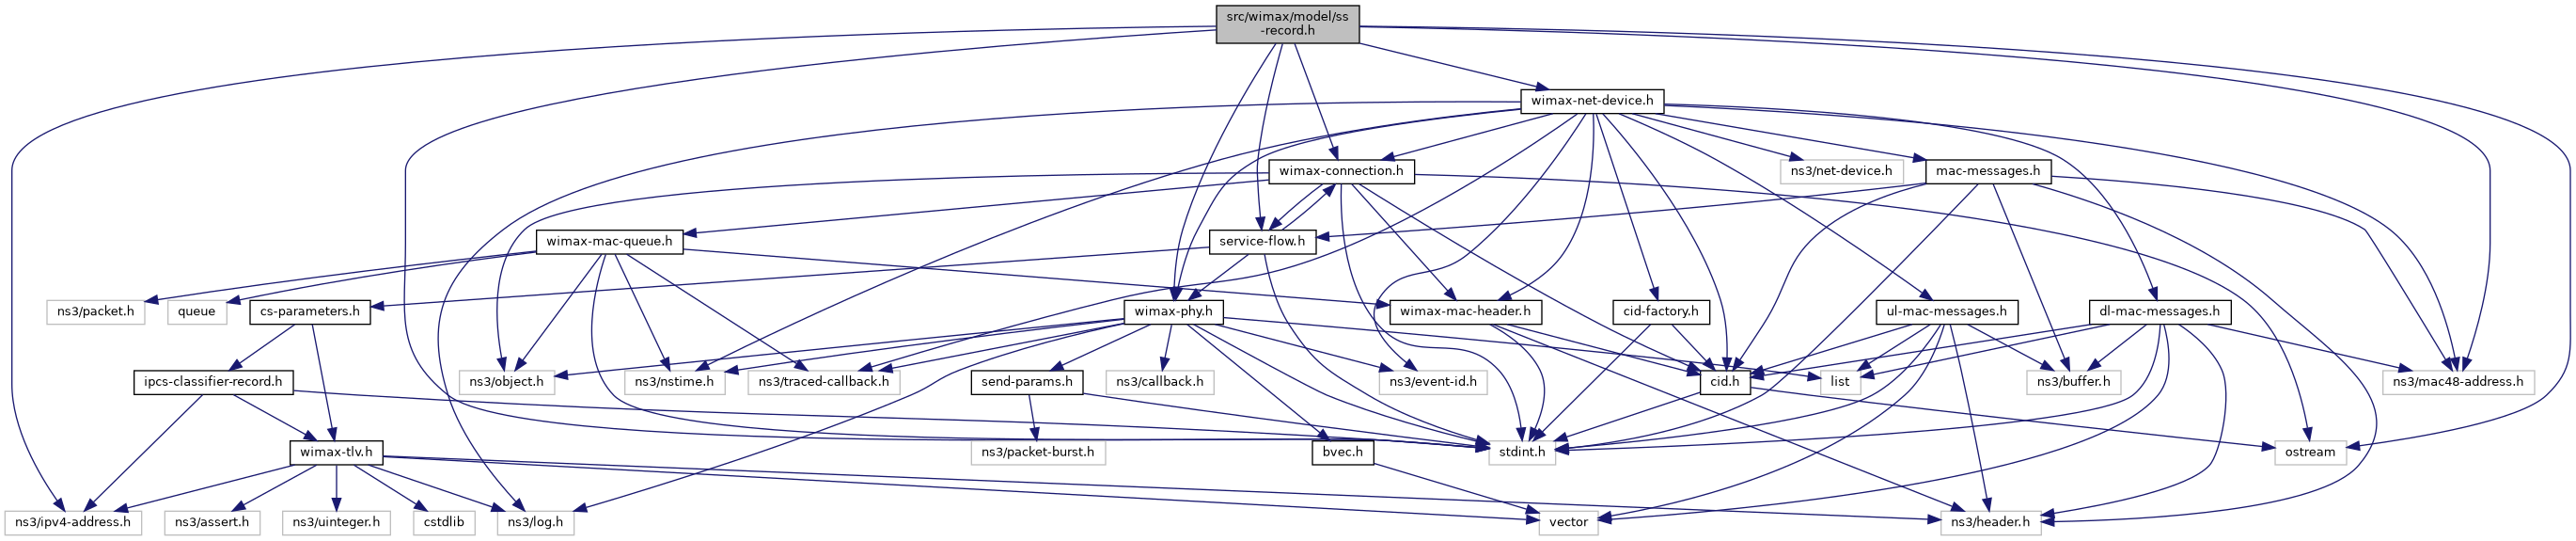 src/wimax/model/ss
-record.h
wimax-net-device.h
wimax-connection.h
ns3/net-device.h
mac-messages.h
wimax-mac-queue.h
service-flow.h
ns3/packet.h
queue
cs-parameters.h
wimax-phy.h
wimax-mac-header.h
cid-factory.h
ul-mac-messages.h
dl-mac-messages.h
ipcs-classifier-record.h
ns3/object.h
ns3/nstime.h
ns3/traced-callback.h
send-params.h
ns3/callback.h
ns3/event-id.h
cid.h
list
ns3/buffer.h
ns3/mac48-address.h
wimax-tlv.h
ns3/packet-burst.h
bvec.h
stdint.h
ostream
ns3/ipv4-address.h
ns3/assert.h
ns3/uinteger.h
cstdlib
ns3/log.h
vector
ns3/header.h